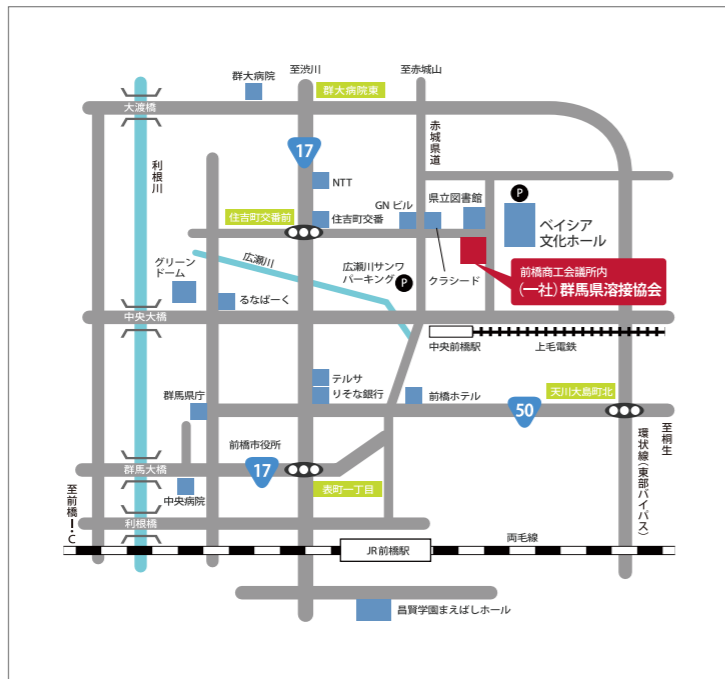 至渋川
至赤城山
群大病院
群大病院東
大渡橋
17
赤城県道
利根川
NTT
県立図書館
P
GN ビル
住吉町交番前
住吉町交番
ベイシア
文化ホール
広瀬川
グリーン
ドーム
広瀬川サンワ
パーキング
P
クラシード
前橋商工会議所内
(一社)群馬県溶接協会
るなぱーく
中央大橋
中央前橋駅
上毛電鉄
テルサ
りそな銀行
群馬県庁
前橋ホテル
天川大島町北
50
至桐生
前橋市役所
環状線(東部バイパス)
群馬大橋
17
表町一丁目
中央病院
至前橋I・C
利根橋
JR前橋駅
両毛線
昌賢学園まえばしホール